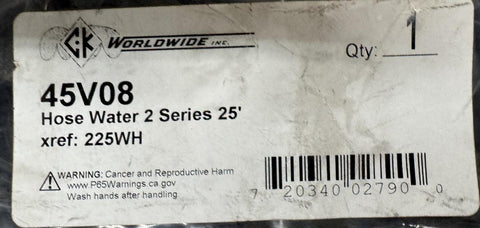 CK WORLDWIDE INC.
Qty: 1
45V08
Hose Water 2 Series 25'
xref: 225WH
WARNING: Cancer and Reproductive Harm
www.P65Warnings.ca.gov
Wash hands after handling
7 20340 02790 0